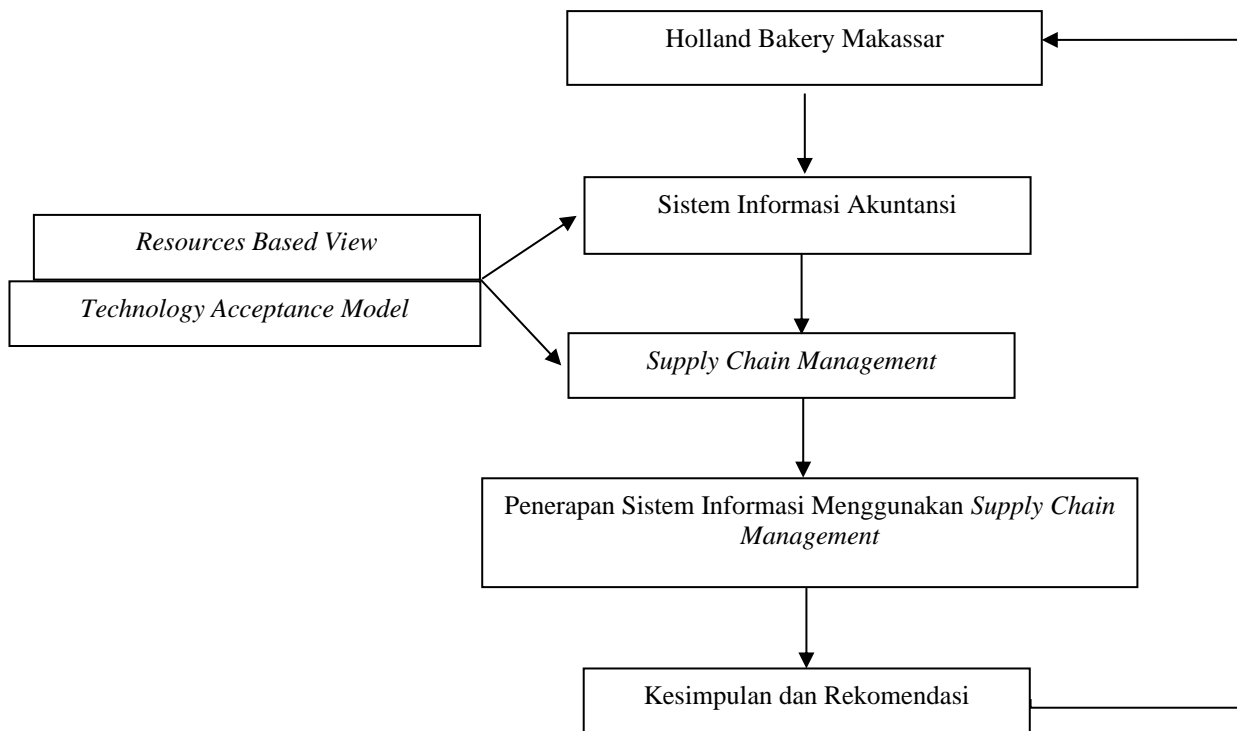 Holland Bakery Makassar
Sistem Informasi Akuntansi
Resources Based View
Technology Acceptance Model
Supply Chain Management
Penerapan Sistem Informasi Menggunakan Supply Chain
Management
Kesimpulan dan Rekomendasi